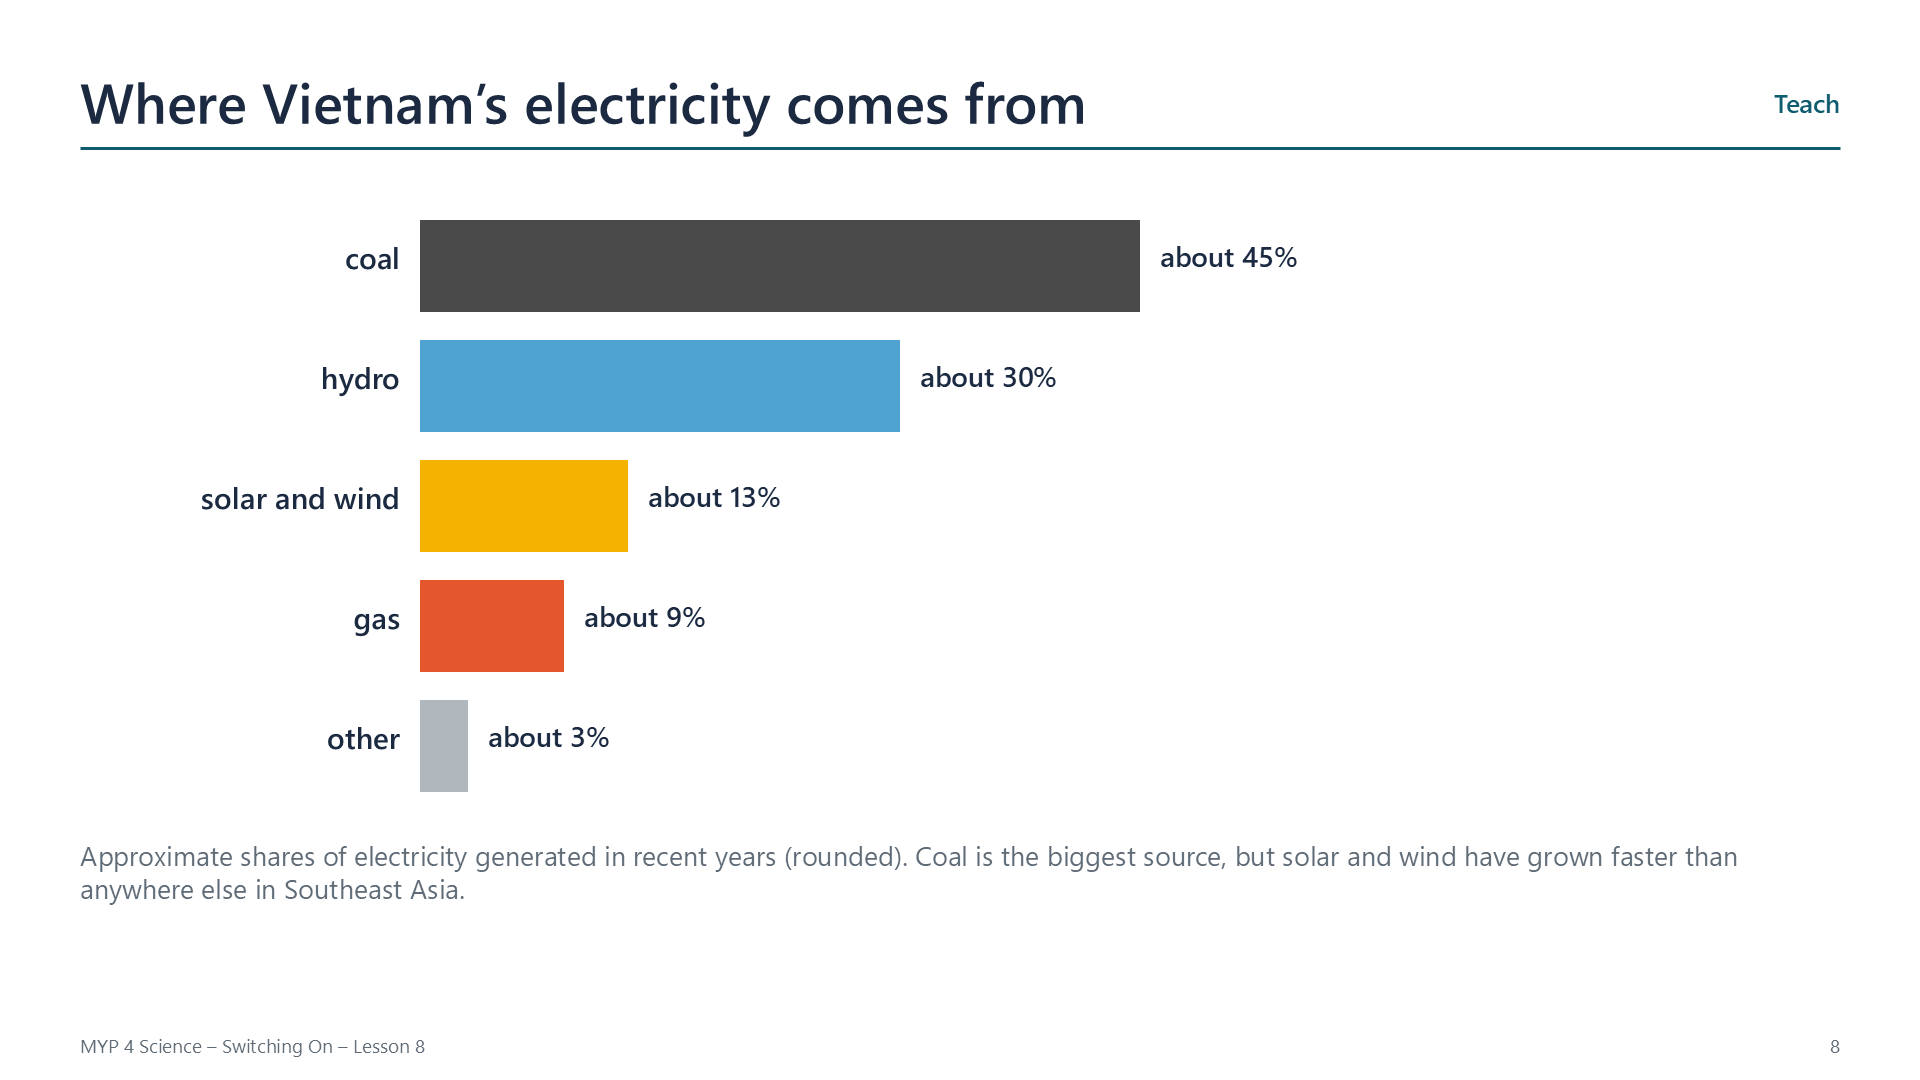 Where Vietnam’s electricity comes from
Teach
coal
about 45%
hydro
about 30%
solar and wind
about 13%
gas
about 9%
other
about 3%
Approximate shares of electricity generated in recent years (rounded). Coal is the biggest source, but solar and wind have grown faster than
anywhere else in Southeast Asia.
MYP 4 Science – Switching On – Lesson 8
8